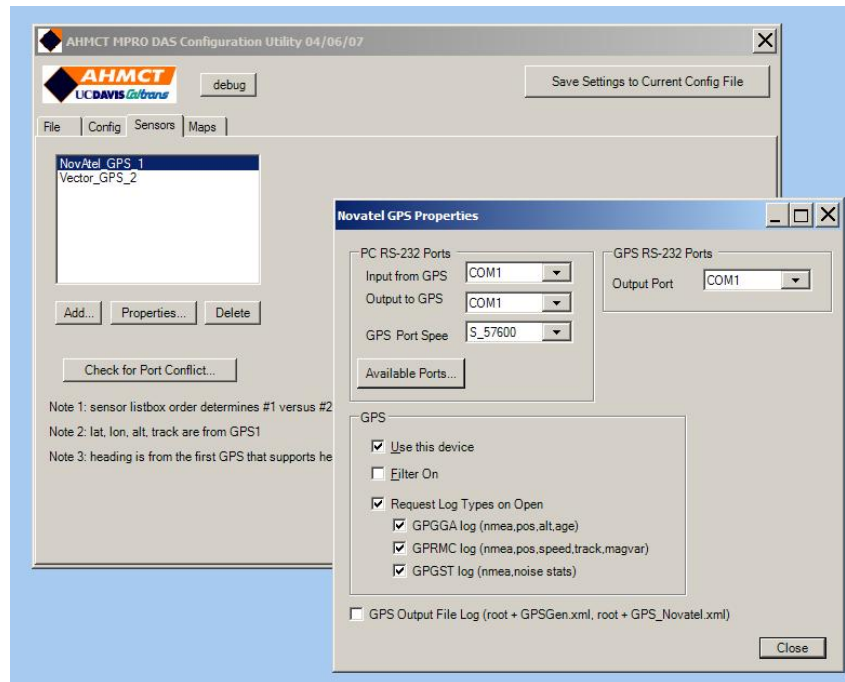 AHMCT MPRO DAS Configuration Utility 04/06/07
AHMCT
UCDAVIS Caltrans
debug
Save Settings to Current Config File
File Config Sensors Maps
NovAtel_GPS_1
Vector_GPS_2
Add... Properties... Delete
Check for Port Conflict...
Note 1: sensor listbox order determines #1 versus #2
Note 2: lat, lon, alt, track are from GPS1
Note 3: heading is from the first GPS that supports he
Novatel GPS Properties
PC RS-232 Ports
Input from GPS COM1
Output to GPS COM1
GPS Port Spee S_57600
Available Ports...
GPS RS-232 Ports
Output Port COM1
GPS
Use this device
Filter On
Request Log Types on Open
GPGGA log (nmea,pos,alt,age)
GPRMC log (nmea,pos,speed,track,magvar)
GPGST log (nmea,noise stats)
GPS Output File Log (root + GPSGen.xml, root + GPS_Novatel.xml)
Close